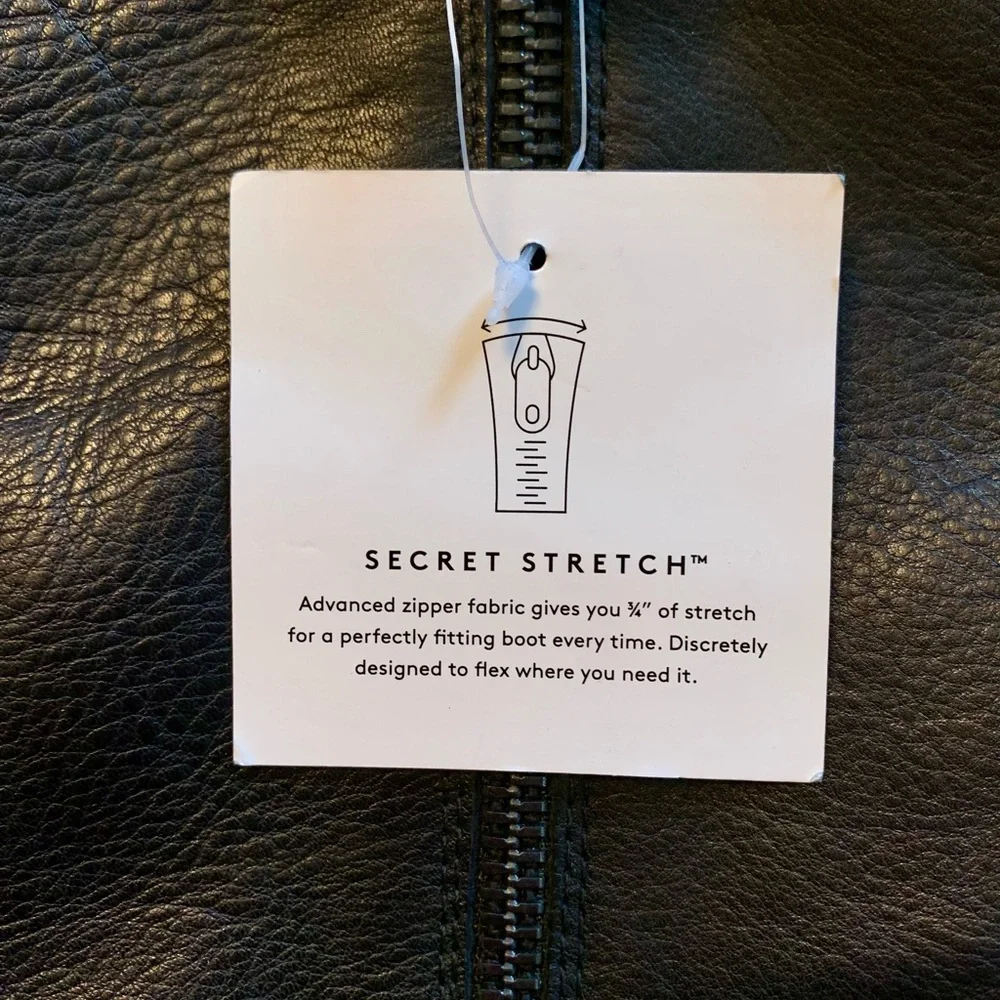 SECRET STRETCH™
Advanced zipper fabric gives you ¾" of stretch
for a perfectly fitting boot every time. Discretely
designed to flex where you need it.